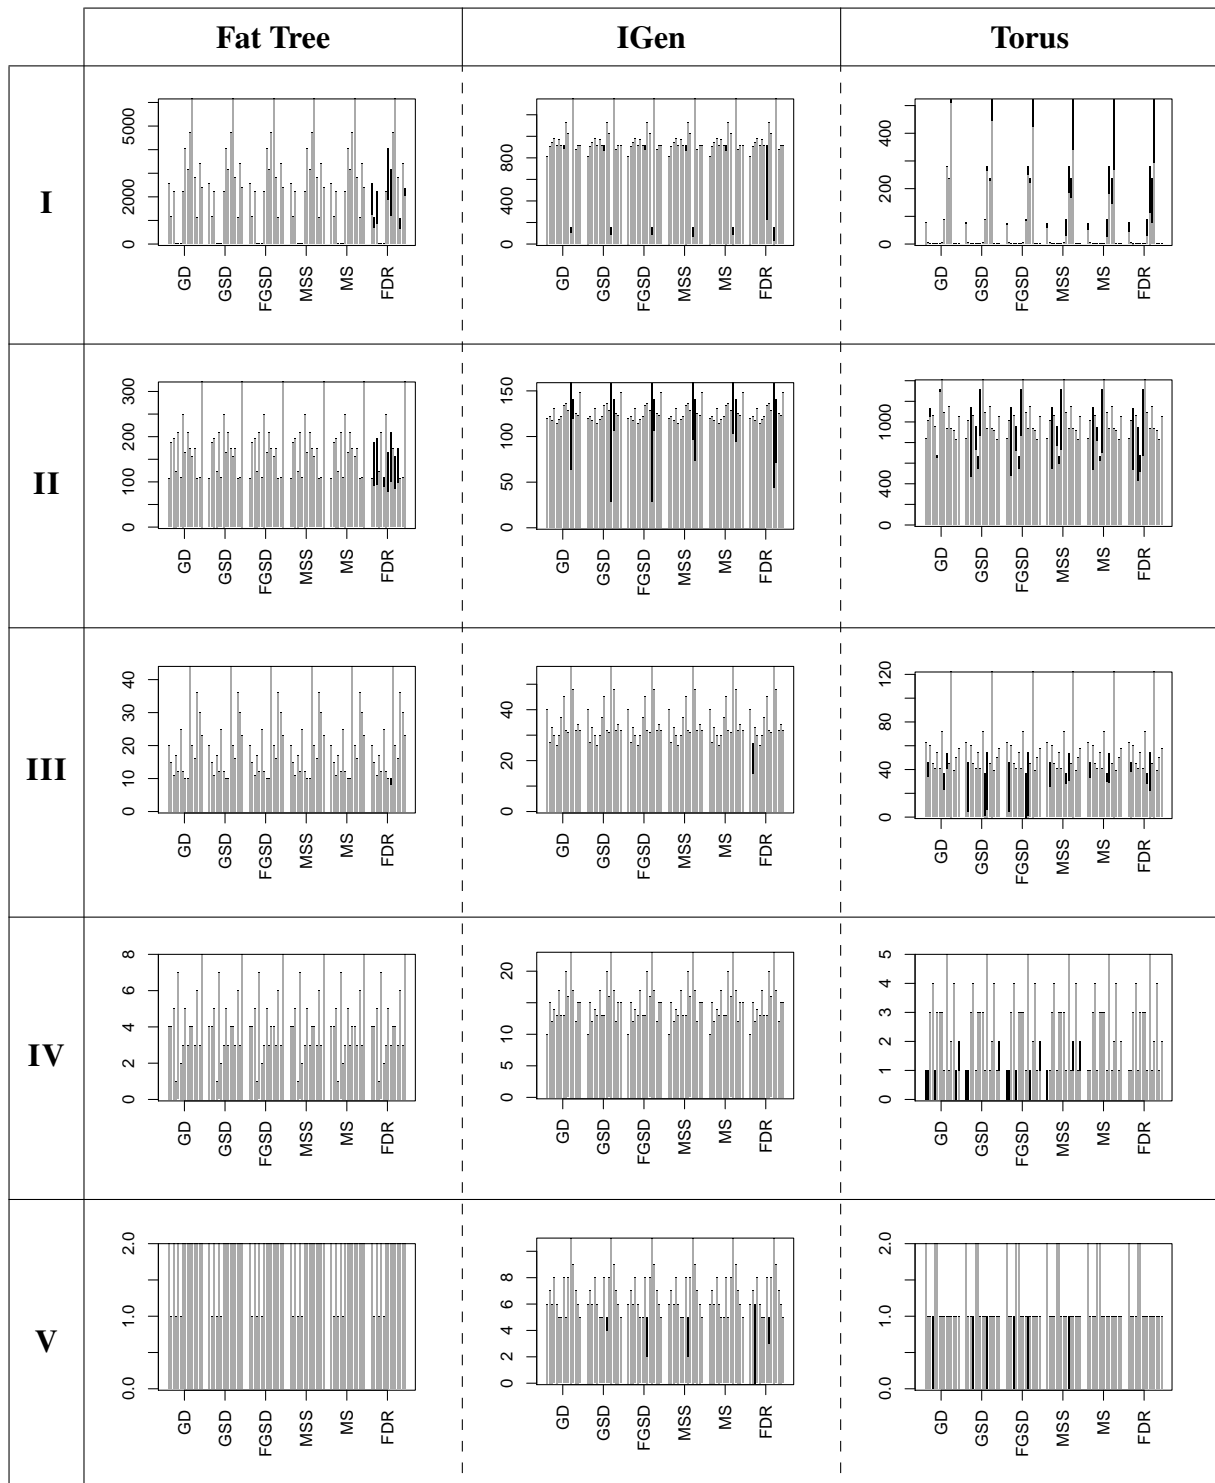 Fat Tree IGen Torus
I
0 2000 5000
GD GSD FGSD MSS MS FDR
0 400 800
GD GSD FGSD MSS MS FDR
0 200 400
GD GSD FGSD MSS MS FDR
II
0 100 200 300
GD GSD FGSD MSS MS FDR
0 50 100 150
GD GSD FGSD MSS MS FDR
0 400 1000
GD GSD FGSD MSS MS FDR
III
0 10 20 30 40
GD GSD FGSD MSS MS FDR
0 20 40
GD GSD FGSD MSS MS FDR
0 40 80 120
GD GSD FGSD MSS MS FDR
IV
0 2 4 6 8
GD GSD FGSD MSS MS FDR
0 5 10 15 20
GD GSD FGSD MSS MS FDR
0 1 2 3 4 5
GD GSD FGSD MSS MS FDR
V
0.0 1.0 2.0
GD GSD FGSD MSS MS FDR
0 2 4 6 8
GD GSD FGSD MSS MS FDR
0.0 1.0 2.0
GD GSD FGSD MSS MS FDR